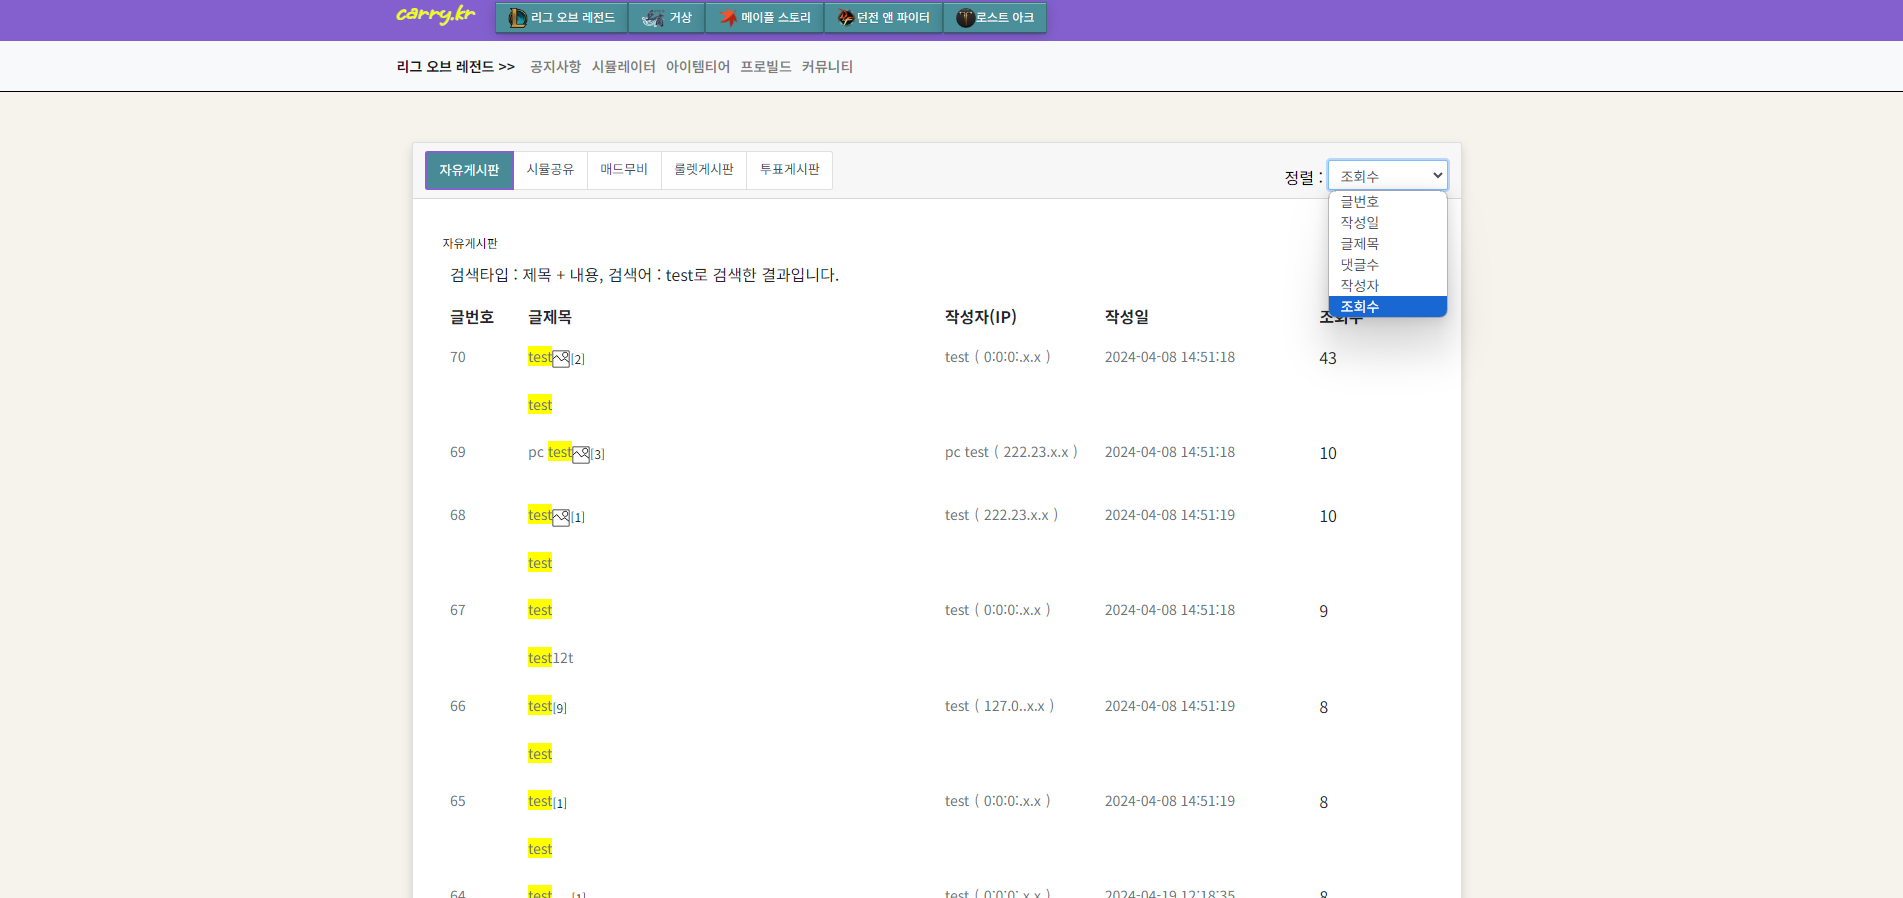 carry.kr 리그 오브 레전드 거상 메이플 스토리 던전 앤 파이터 로스트 아크
리그 오브 레전드 >> 공지사항 시뮬레이터 아이템티어 프로빌드 커뮤니티
자유게시판 시뮬공유 매드무비 룰렛게시판 투표게시판
정렬 : 조회수
글번호
작성일
글제목
댓글수
작성자
조회수
자유게시판
검색타입 : 제목 + 내용, 검색어 : test로 검색한 결과입니다.
글번호 글제목 작성자(IP) 작성일 조회수
70 test[2] test ( 0:0:0:.x.x ) 2024-04-08 14:51:18 43
test
69 pc test[3] pc test ( 222.23.x.x ) 2024-04-08 14:51:18 10
68 test[1] test ( 222.23.x.x ) 2024-04-08 14:51:19 10
test
67 test test ( 0:0:0:.x.x ) 2024-04-08 14:51:18 9
test12t
66 test[9] test ( 127.0..x.x ) 2024-04-08 14:51:19 8
test
65 test[1] test ( 0:0:0:.x.x ) 2024-04-08 14:51:19 8
test
64 test [1] test ( 0:0:0:.x.x ) 2024-04-19 12:18:35 8